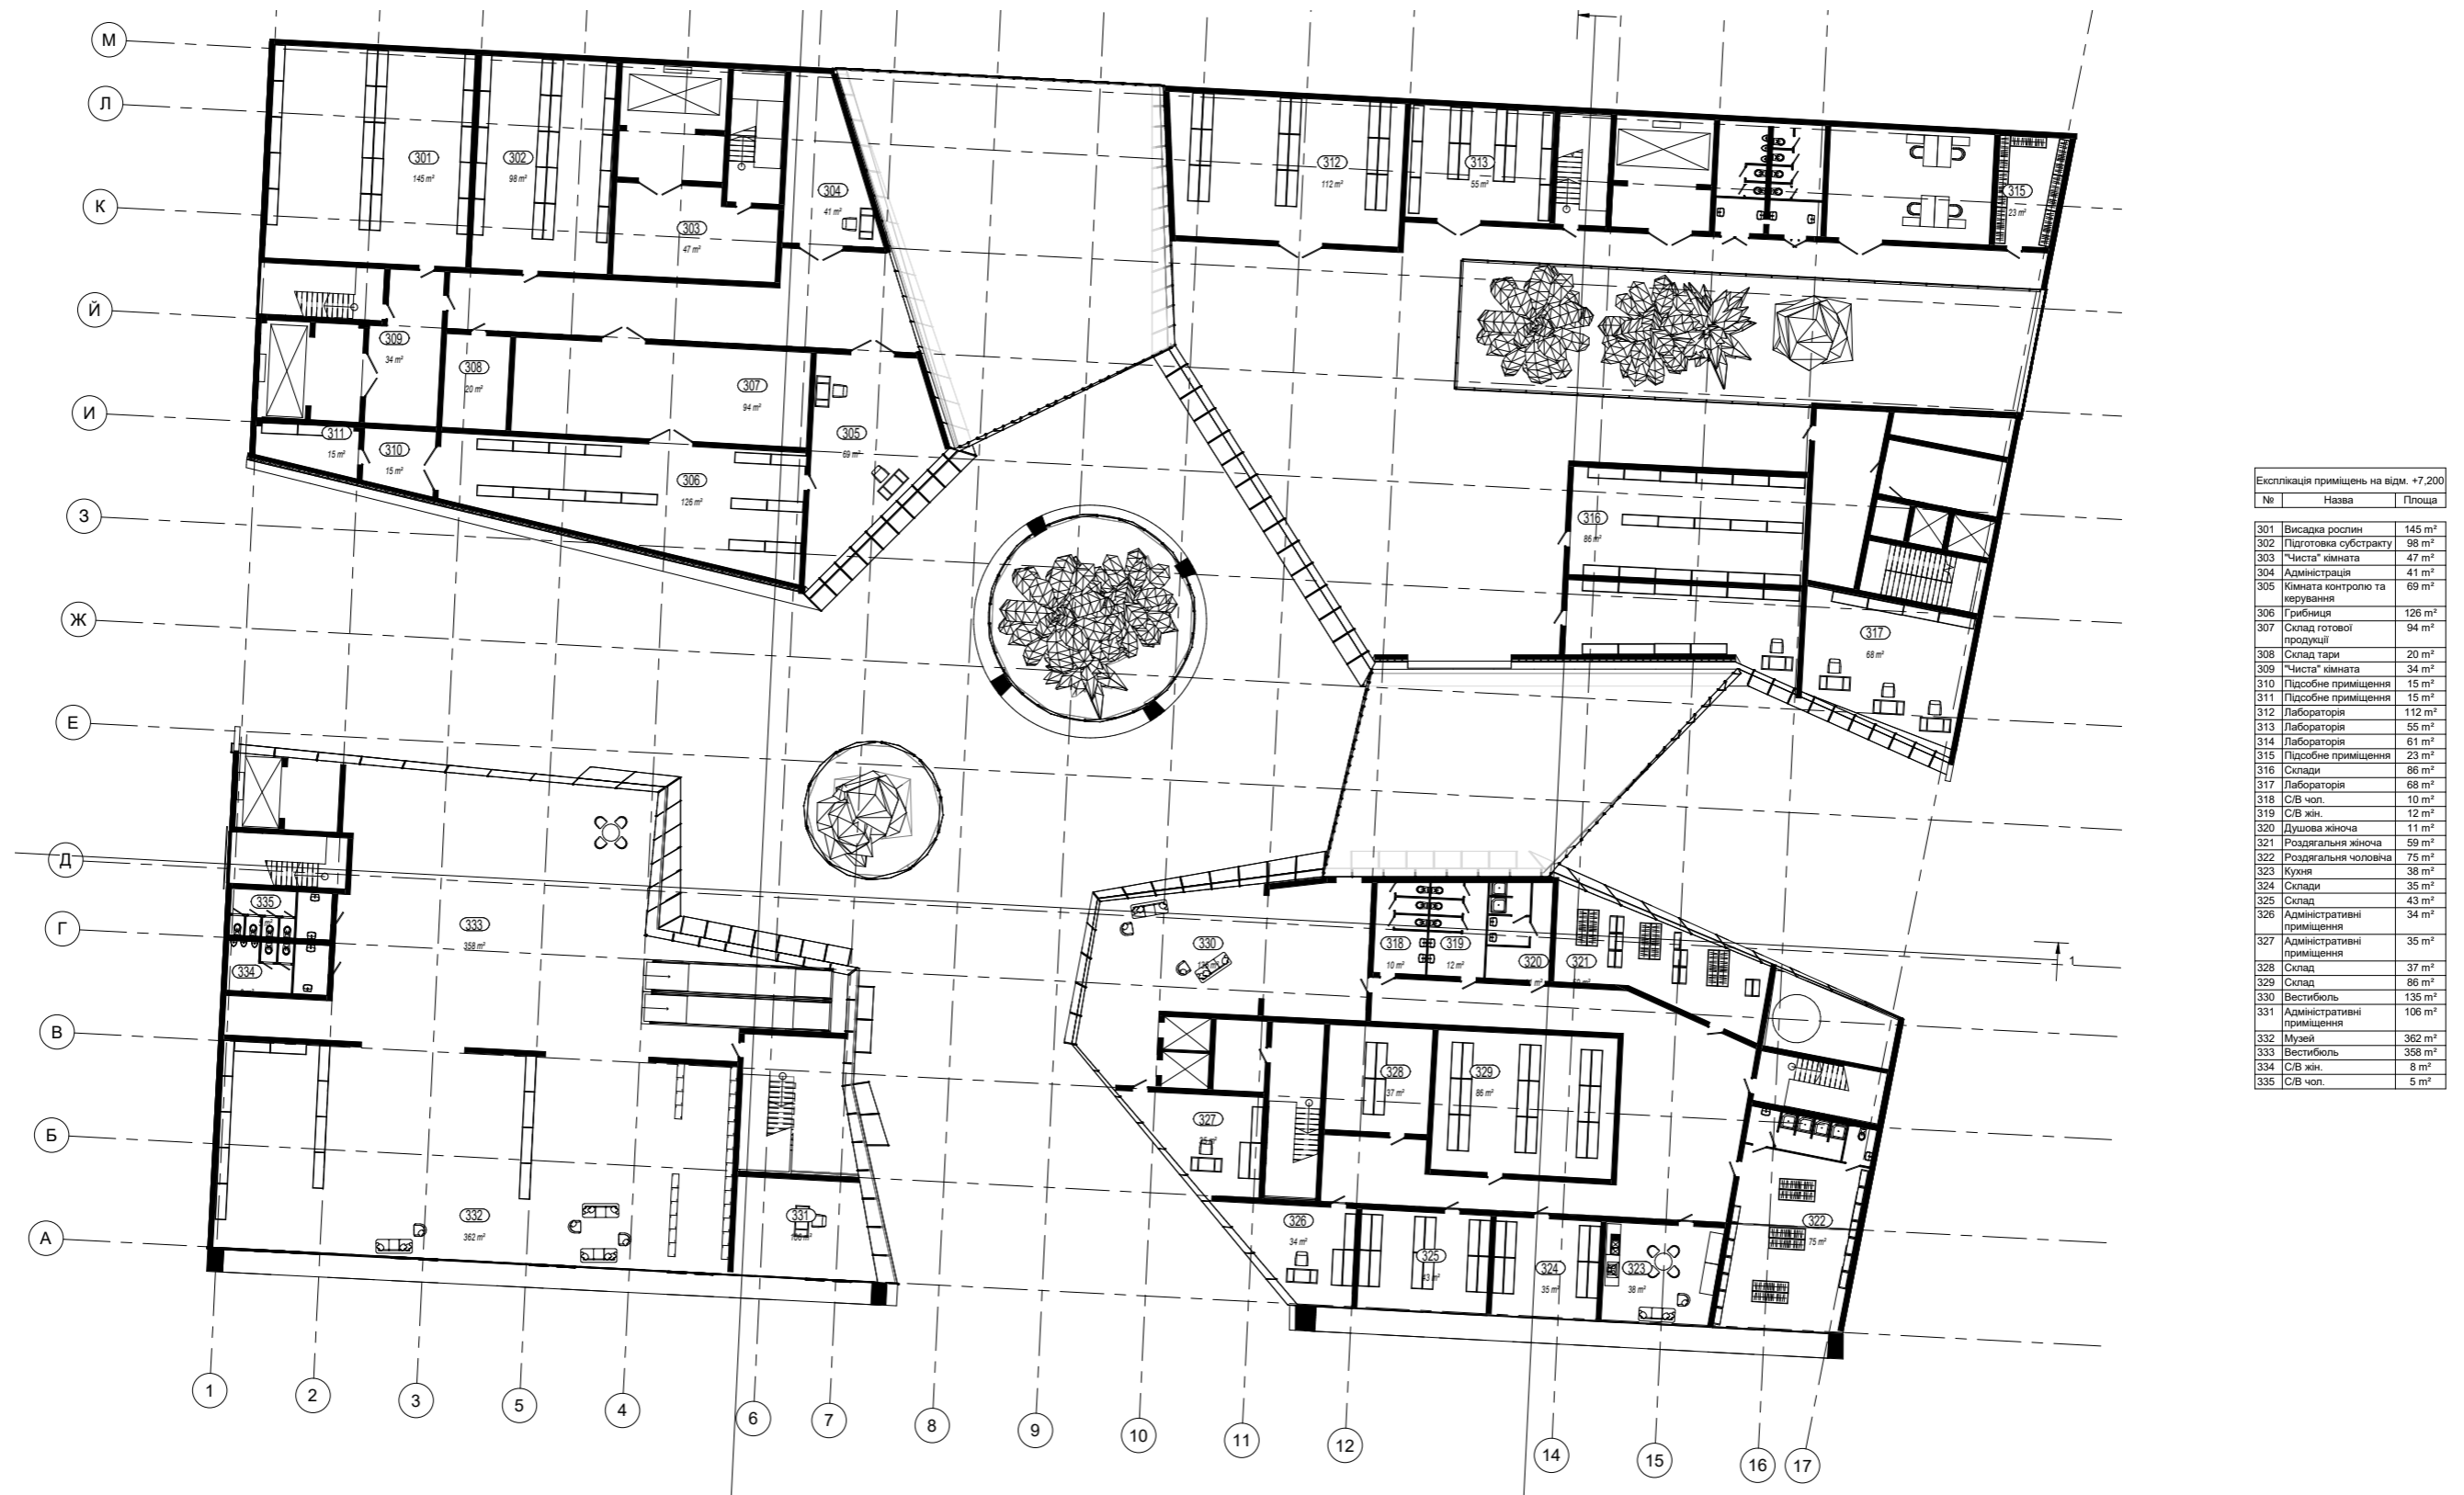 М
Л
К
Й
И
З
Ж
Е
Д
Г
В
Б
А
301
145 m²
302
98 m²
303
47 m²
304
41 m²
312
112 m²
313
55 m²
315
23 m²
309
34 m²
308
20 m²
307
94 m²
305
69 m²
311
15 m²
310
15 m²
306
126 m²
316
86 m²
317
68 m²
335
334
333
358 m²
330
318
10 m²
319
12 m²
320
321
328
37 m²
329
86 m²
327
332
362 m²
331
326
34 m²
325
43 m²
324
35 m²
323
38 m²
322
75 m²
1
1
2
3
5
4
6
7
8
9
10
11
12
14
15
16
17
Експлікація приміщень на відм. +7,200
№ Назва Площа
301 Висадка рослин 145 m²
302 Підготовка субстракту 98 m²
303 "Чиста" кімната 47 m²
304 Адміністрація 41 m²
305 Кімната контролю та 69 m²
керування
306 Грибниця 126 m²
307 Склад готової 94 m²
продукції
308 Склад тари 20 m²
309 "Чиста" кімната 34 m²
310 Підсобне приміщення 15 m²
311 Підсобне приміщення 15 m²
312 Лабораторія 112 m²
313 Лабораторія 55 m²
314 Лабораторія 61 m²
315 Підсобне приміщення 23 m²
316 Склади 86 m²
317 Лабораторія 68 m²
318 С/В чол. 10 m²
319 С/В жін. 12 m²
320 Душова жіноча 11 m²
321 Роздягальня жіноча 59 m²
322 Роздягальня чоловіча 75 m²
323 Кухня 38 m²
324 Склади 35 m²
325 Склад 43 m²
326 Адміністративні 34 m²
приміщення
327 Адміністративні 35 m²
приміщення
328 Склад 37 m²
329 Склад 86 m²
330 Вестибюль 135 m²
331 Адміністративні 106 m²
приміщення
332 Музей 362 m²
333 Вестибюль 358 m²
334 С/В жін. 8 m²
335 С/В чол. 5 m²